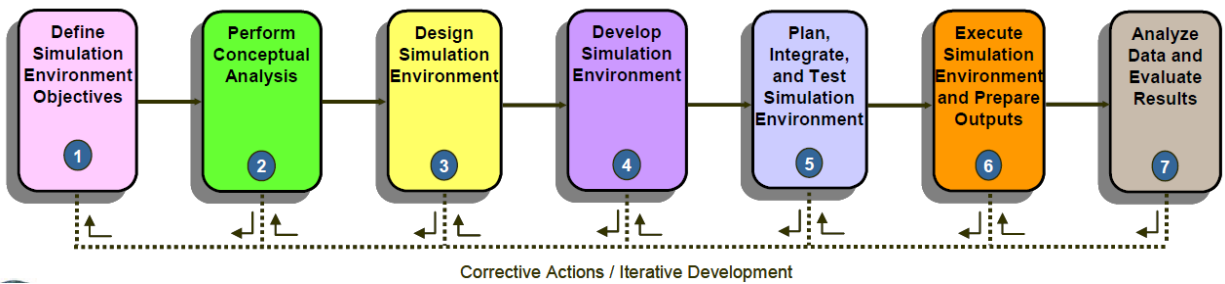 Define
Simulation
Environment
Objectives
1
Perform
Conceptual
Analysis
2
Design
Simulation
Environment
3
Develop
Simulation
Environment
4
Plan,
Integrate,
and Test
Simulation
Environment
5
Execute
Simulation
Environment
and Prepare
Outputs
6
Analyze
Data and
Evaluate
Results
7
Corrective Actions / Iterative Development